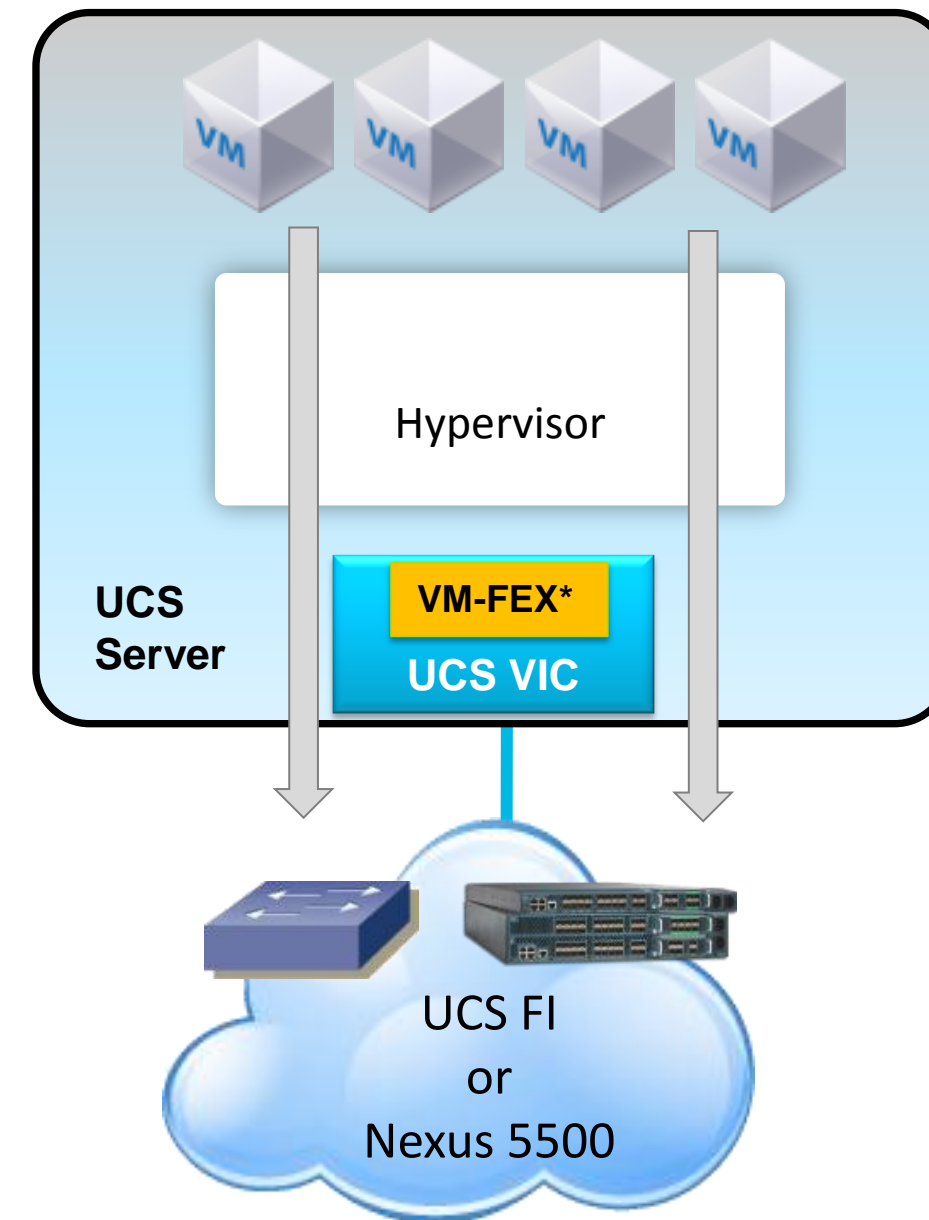 VM VM VM VM
Hypervisor
VM-FEX*
UCS
Server
UCS VIC
UCS FI
or
Nexus 5500